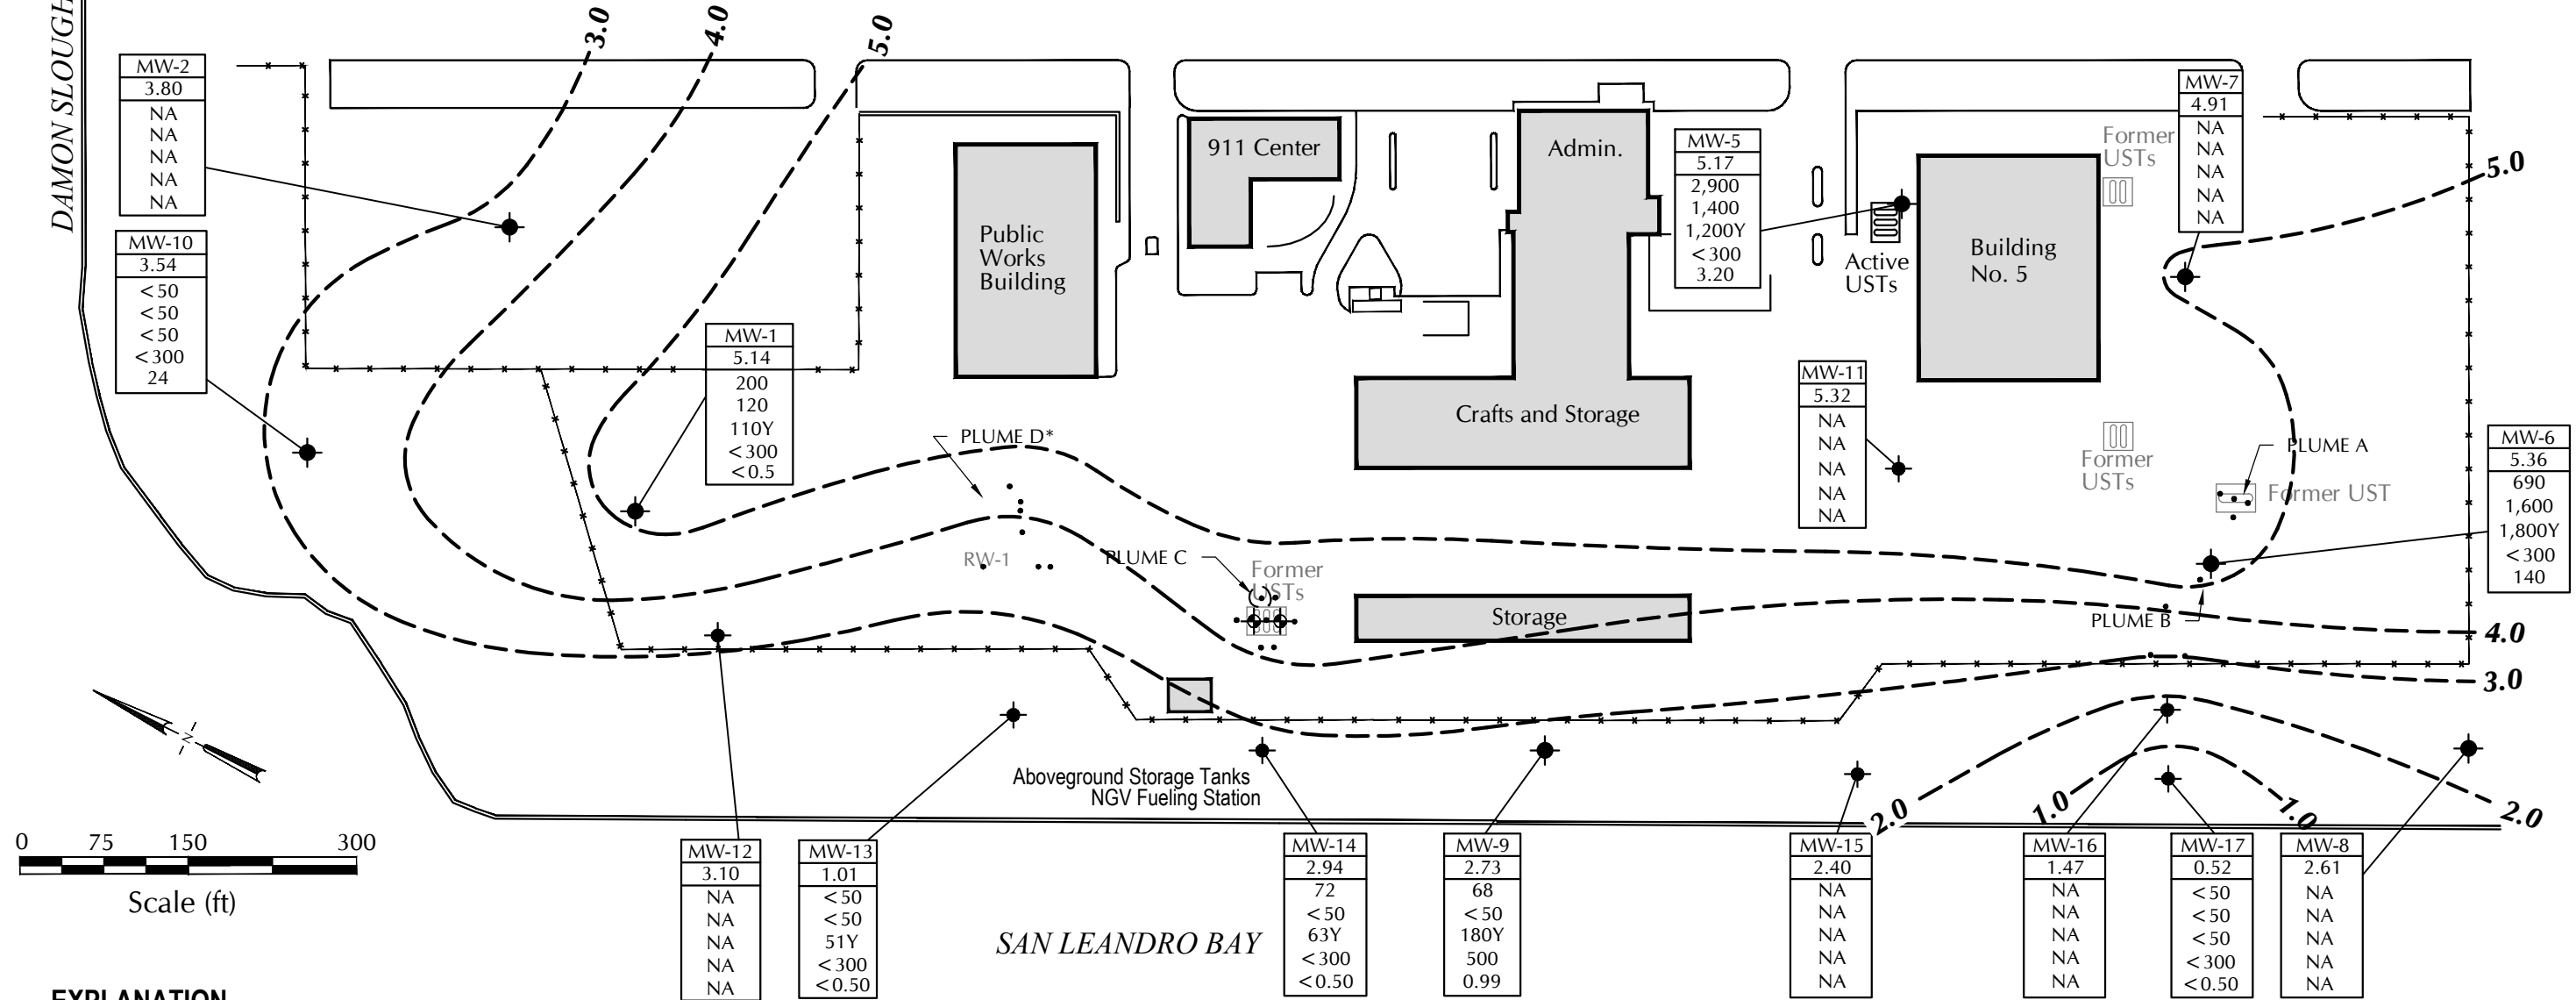 DAMON SLOUGH
3.0
4.0
5.0
MW-2
3.80
NA
NA
NA
NA
NA
MW-10
3.54
<50
<50
<50
<300
24
MW-1
5.14
200
120
110Y
<300
<0.5
Public
Works
Building
911 Center
Admin.
Crafts and Storage
MW-5
5.17
2,900
1,400
1,200Y
<300
3.20
Active
USTs
Building
No. 5
Former
USTs
MW-7
4.91
NA
NA
NA
NA
NA
5.0
MW-11
5.32
NA
NA
NA
NA
NA
Former
USTs
PLUME A
Former UST
MW-6
5.36
690
1,600
1,800Y
<300
140
PLUME D*
RW-1
PLUME C
Former
USTs
Storage
PLUME B
4.0
3.0
N
Aboveground Storage Tanks
NGV Fueling Station
2.0
1.0
1.0
2.0
0 75 150 300
Scale (ft)
MW-12
3.10
NA
NA
NA
NA
NA
MW-13
1.01
<50
<50
51Y
<300
<0.50
SAN LEANDRO BAY
MW-14
2.94
72
<50
63Y
<300
<0.50
MW-9
2.73
68
<50
180Y
500
0.99
MW-15
2.40
NA
NA
NA
NA
NA
MW-16
1.47
NA
NA
NA
NA
NA
MW-17
0.52
<50
<50
<50
<300
<0.50
MW-8
2.61
NA
NA
NA
NA
NA
EXPLANATION